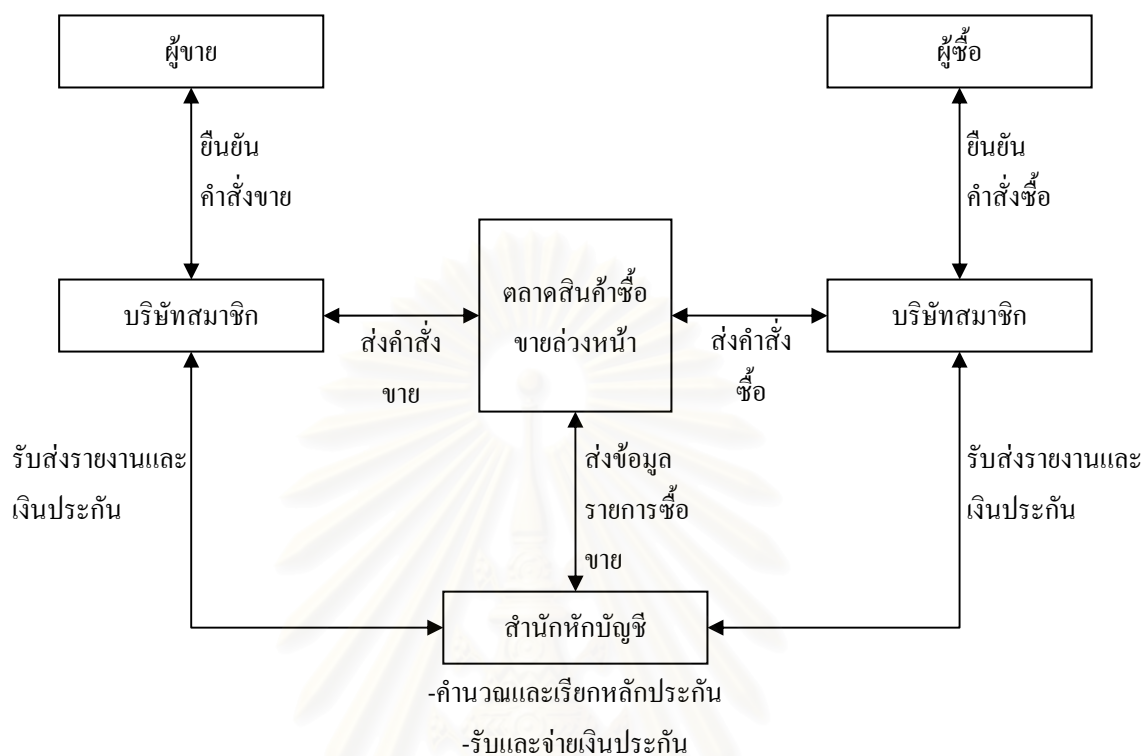 ผู้ขาย
ผู้ซื้อ
ยืนยัน
คำสั่งขาย
ยืนยัน
คำสั่งซื้อ
บริษัทสมาชิก
ตลาดสินค้าซื้อ
ขายล่วงหน้า
บริษัทสมาชิก
ส่งคำสั่ง
ขาย
ส่งคำสั่ง
ซื้อ
รับส่งรายงานและ
เงินประกัน
ส่งข้อมูล
รายการซื้อ
ขาย
รับส่งรายงานและ
เงินประกัน
สำนักหักบัญชี
-คำนวณและเรียกหลักประกัน
-รับและจ่ายเงินประกัน